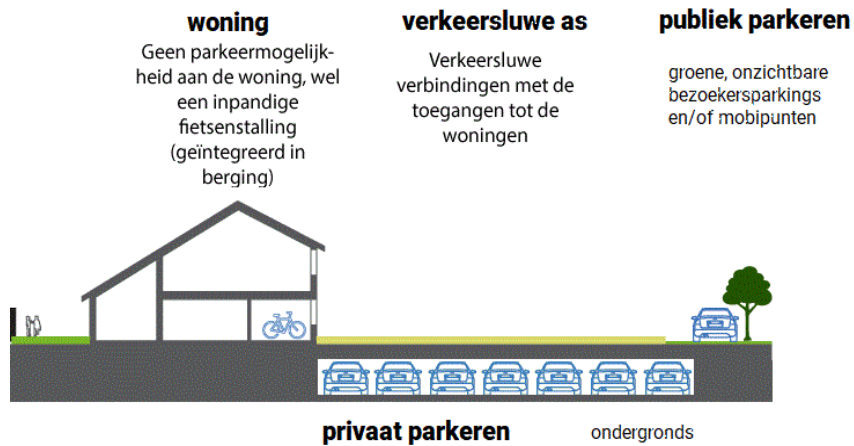 woning
Geen parkeermogelijk-
heid aan de woning, wel
een inpandige
fietsenstalling
(geïntegreerd in
berging)
verkeersluwe as
Verkeersluwe
verbindingen met de
toegangen tot de
woningen
publiek parkeren
groene, onzichtbare
bezoekersparkings
en/of mobipunten
privaat parkeren
ondergronds